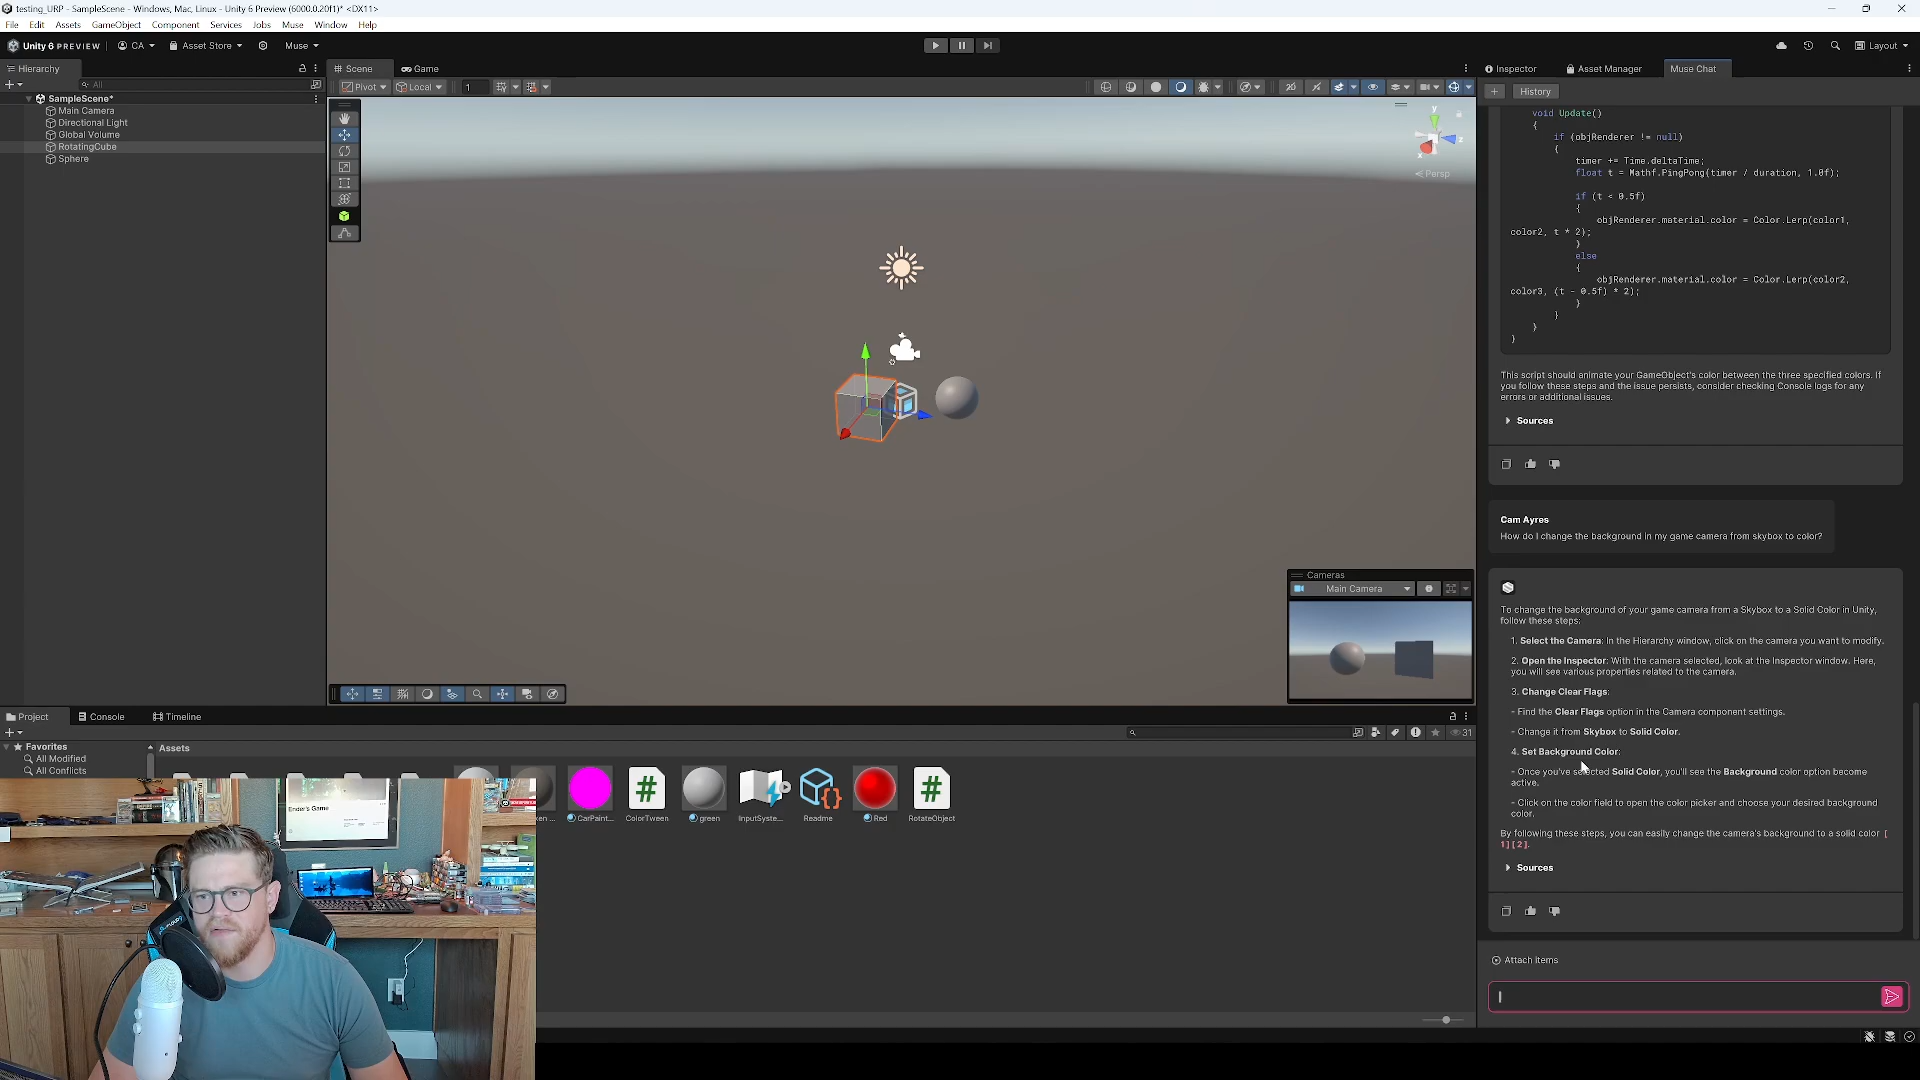 testing_URP - SampleScene - Windows, Mac, Linux - Unity 6 Preview (6000.0.20f1)* <DX11>
File Edit Assets GameObject Component Services Jobs Muse Window Help
Unity 6 PREVIEW CA Asset Store Muse Layout
Hierarchy
All
SampleScene*
Main Camera
Directional Light
Global Volume
RotatingCube
Sphere
Scene Game
Pivot Local 1 2D
y
z
x
Persp
Cameras
Main Camera
Inspector Asset Manager Muse Chat
+ History
void Update()
{
if (objRenderer != null)
{
timer += Time.deltaTime;
float t = Mathf.PingPong(timer / duration, 1.0f);
if (t < 0.5f)
{
objRenderer.material.color = Color.Lerp(color1,
color2, t * 2);
}
else
{
objRenderer.material.color = Color.Lerp(color2,
color3, (t - 0.5f) * 2);
}
}
}
}
This script should animate your GameObject's color between the three specified colors. If
you follow these steps and the issue persists, consider checking Console logs for any
errors or additional issues.
Sources
Cam Ayres
How do I change the background in my game camera from skybox to color?
To change the background of your game camera from a Skybox to a Solid Color in Unity,
follow these steps:
1. Select the Camera: In the Hierarchy window, click on the camera you want to modify.
2. Open the Inspector: With the camera selected, look at the Inspector window. Here,
you will see various properties related to the camera.
3. Change Clear Flags:
- Find the Clear Flags option in the Camera component settings.
- Change it from Skybox to Solid Color.
4. Set Background Color:
- Once you've selected Solid Color, you'll see the Background color option become
active.
- Click on the color field to open the color picker and choose your desired background
color.
By following these steps, you can easily change the camera's background to a solid color [
1] [ 2].
Sources
Attach items
Project Console Timeline
31
Favorites
All Modified
All Conflicts
Assets
CarPaint... ColorTween green InputSyste... Readme Red RotateObject
Ender's Game